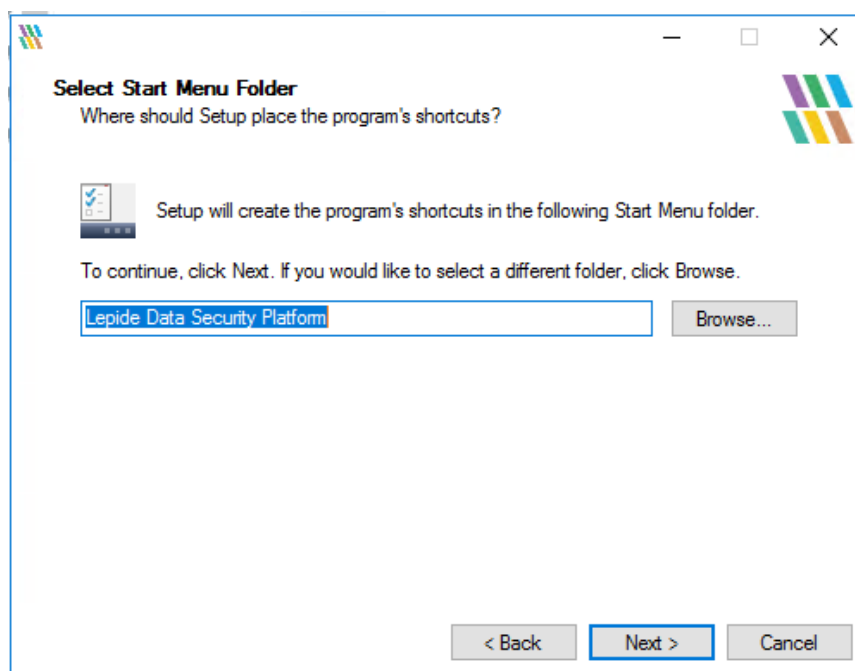 Select Start Menu Folder
Where should Setup place the program's shortcuts?
Setup will create the program's shortcuts in the following Start Menu folder.
To continue, click Next. If you would like to select a different folder, click Browse.
Lepide Data Security Platform
Browse...
< Back
Next >
Cancel